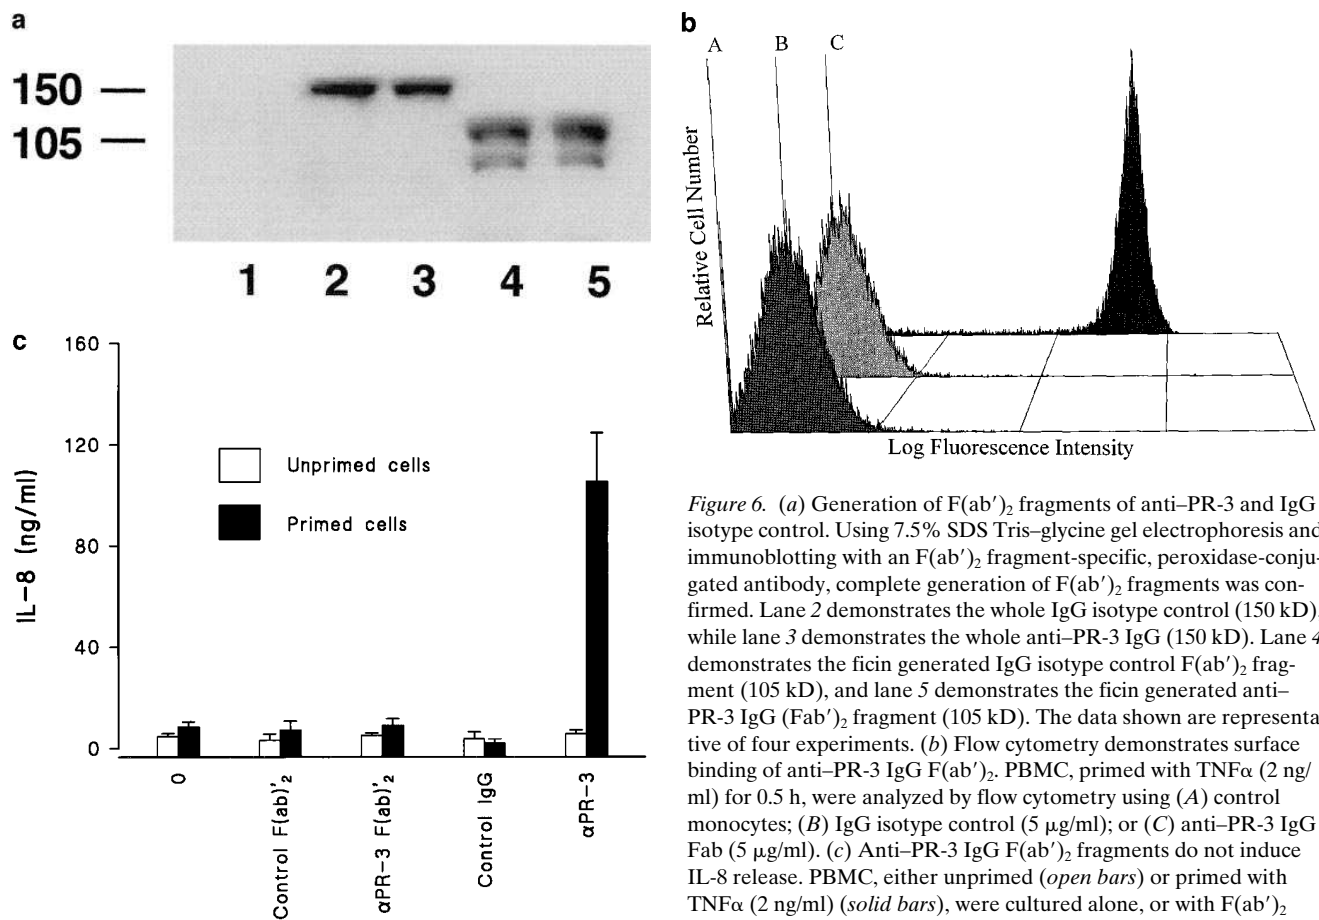 a
150
105
1 2 3 4 5
b
A B C
Relative Cell Number
Log Fluorescence Intensity
c
160
120
80
40
0
IL-8 (ng/ml)
Unprimed cells
Primed cells
0
Control F(ab)'2
αPR-3 F(ab)'2
Control IgG
αPR-3
Figure 6. (a) Generation of F(ab′)2 fragments of anti–PR-3 and IgG
isotype control. Using 7.5% SDS Tris–glycine gel electrophoresis and
immunoblotting with an F(ab′)2 fragment-specific, peroxidase-conju-
gated antibody, complete generation of F(ab′)2 fragments was con-
firmed. Lane 2 demonstrates the whole IgG isotype control (150 kD),
while lane 3 demonstrates the whole anti–PR-3 IgG (150 kD). Lane 4
demonstrates the ficin generated IgG isotype control F(ab′)2 frag-
ment (105 kD), and lane 5 demonstrates the ficin generated anti–
PR-3 IgG (Fab′)2 fragment (105 kD). The data shown are representa-
tive of four experiments. (b) Flow cytometry demonstrates surface
binding of anti–PR-3 IgG F(ab′)2. PBMC, primed with TNFα (2 ng/
ml) for 0.5 h, were analyzed by flow cytometry using (A) control
monocytes; (B) IgG isotype control (5 μg/ml); or (C) anti–PR-3 IgG
Fab (5 μg/ml). (c) Anti–PR-3 IgG F(ab′)2 fragments do not induce
IL-8 release. PBMC, either unprimed (open bars) or primed with
TNFα (2 ng/ml) (solid bars), were cultured alone, or with F(ab′)2